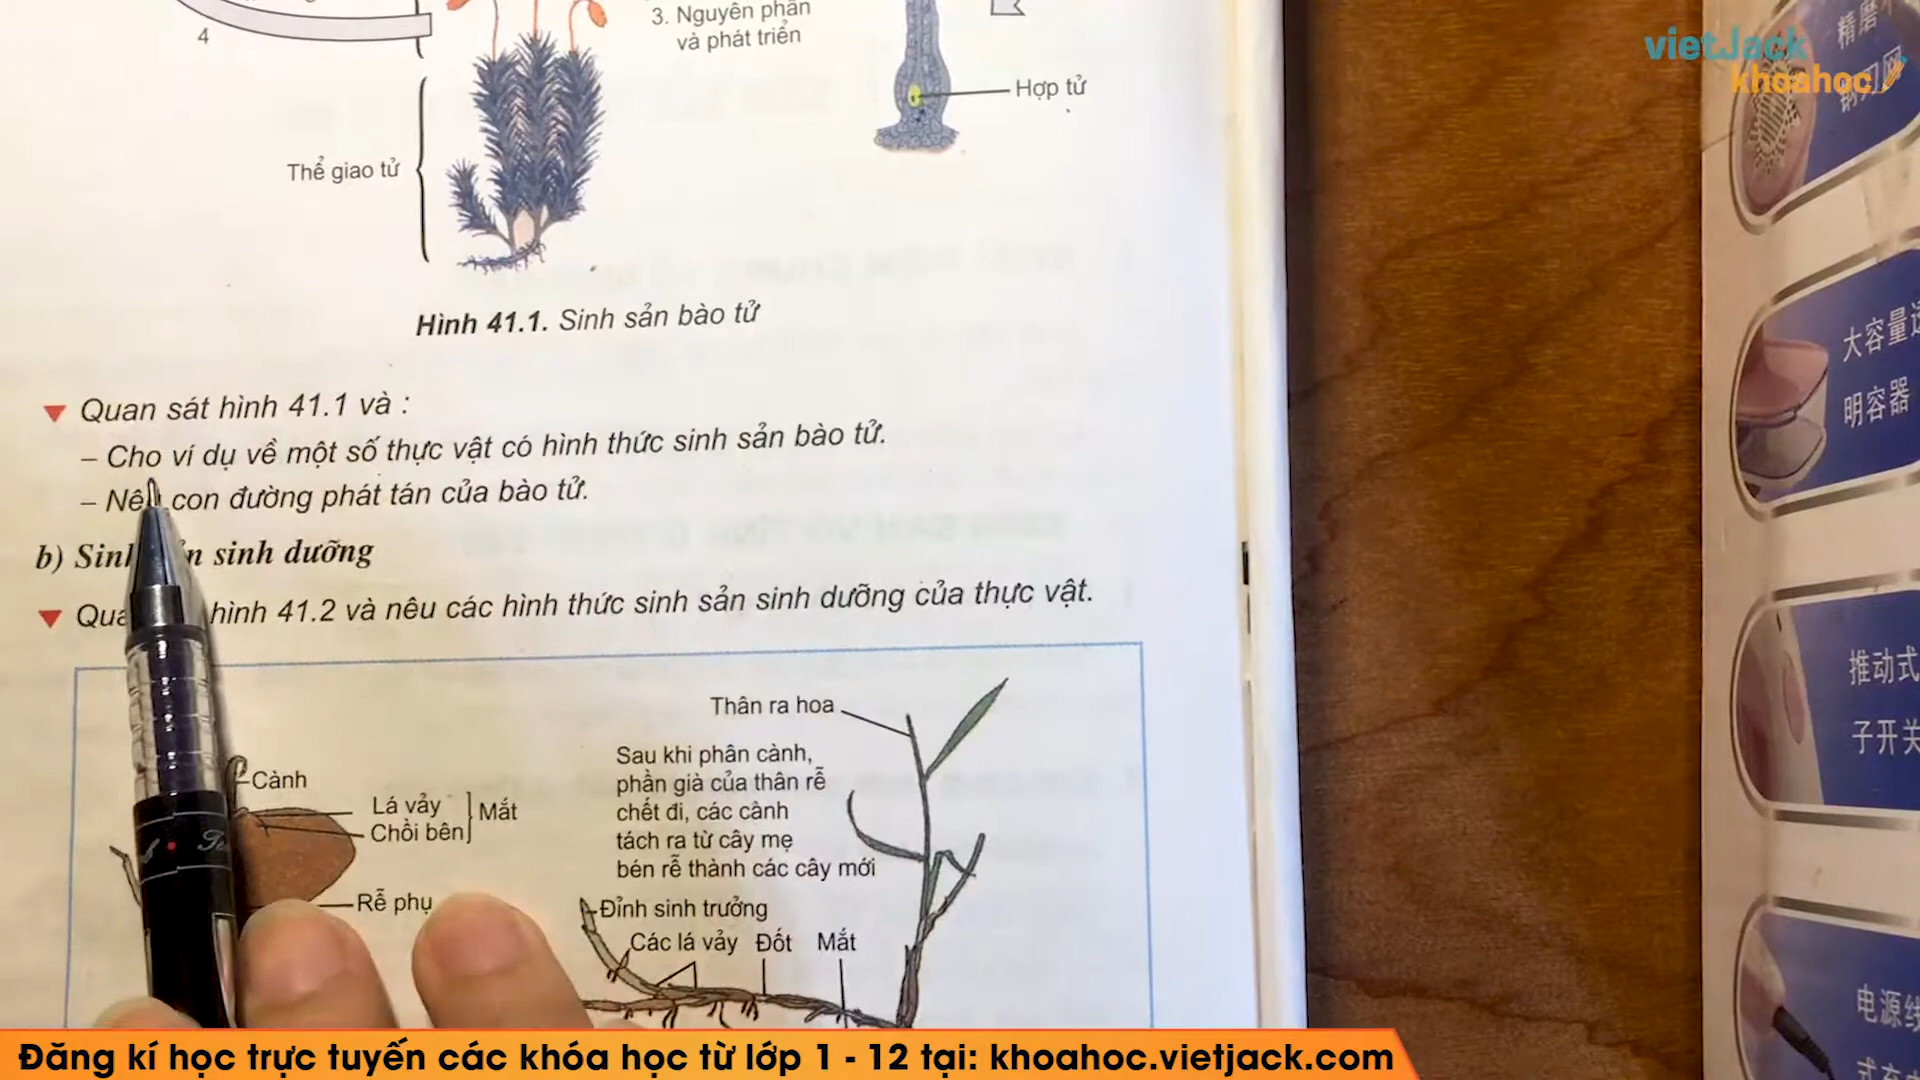 4
3. Nguyên phân
và phát triển
Hợp tử
Thể giao tử
Hình 41.1. Sinh sản bào tử
Quan sát hình 41.1 và :
– Cho ví dụ về một số thực vật có hình thức sinh sản bào tử.
– Nêu con đường phát tán của bào tử.
b) sinh dưỡng
hình 41.2 và nêu các hình thức sinh sản sinh dưỡng của thực vật.
Cành
Lá vảy
Chồi bên
Mắt
Rễ phụ
Thân ra hoa
Sau khi phân cành,
phần già của thân rễ
chết đi, các cành
tách ra từ cây mẹ
bén rễ thành các cây mới
Đỉnh sinh trưởng
Các lá vảy Đốt Mắt
vietJack
khoahoc
大容量
明容器
推动式
子开关
电源线
Đăng kí học trực tuyến các khóa học từ lớp 1 - 12 tại: khoahoc.vietjack.com